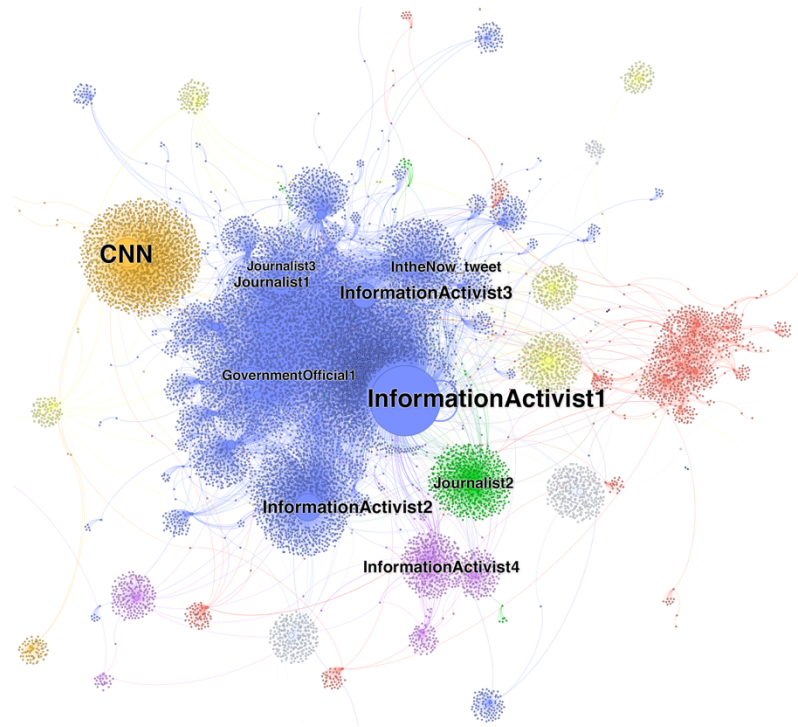 CNN
Journalist3
IntheNow_tweet
Journalist1
InformationActivist3
GovernmentOfficial1
InformationActivist1
Journalist2
InformationActivist2
InformationActivist4